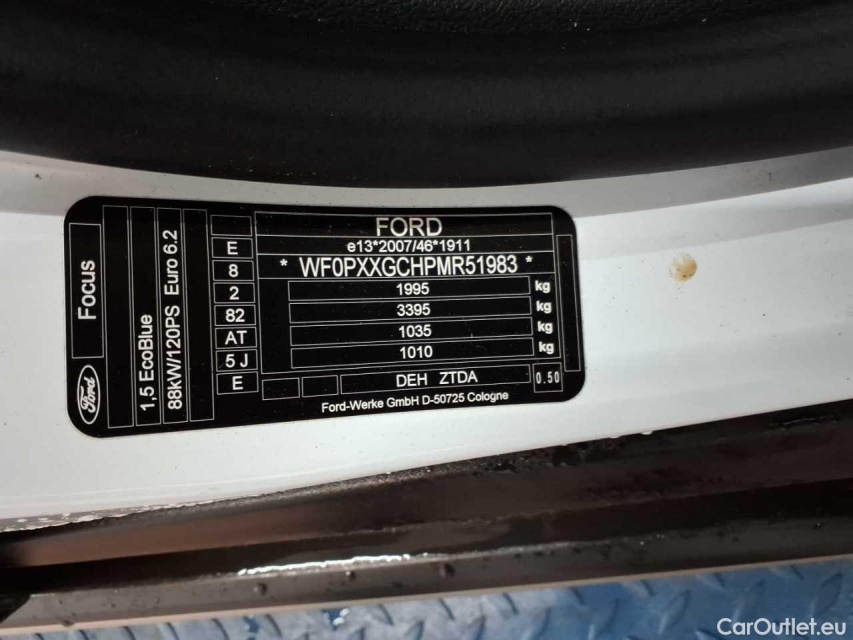 Focus
Ford
1,5 EcoBlue
88kW/120PS Euro 6.2
E
8
2
82
AT
5 J
E
FORD
e13*2007/46*1911
* WF0PXXGCHPMR51983 *
1995 kg
3395 kg
1035 kg
1010 kg
DEH ZTDA
0.50
Ford-Werke GmbH D-50725 Cologne
CarOutlet.eu